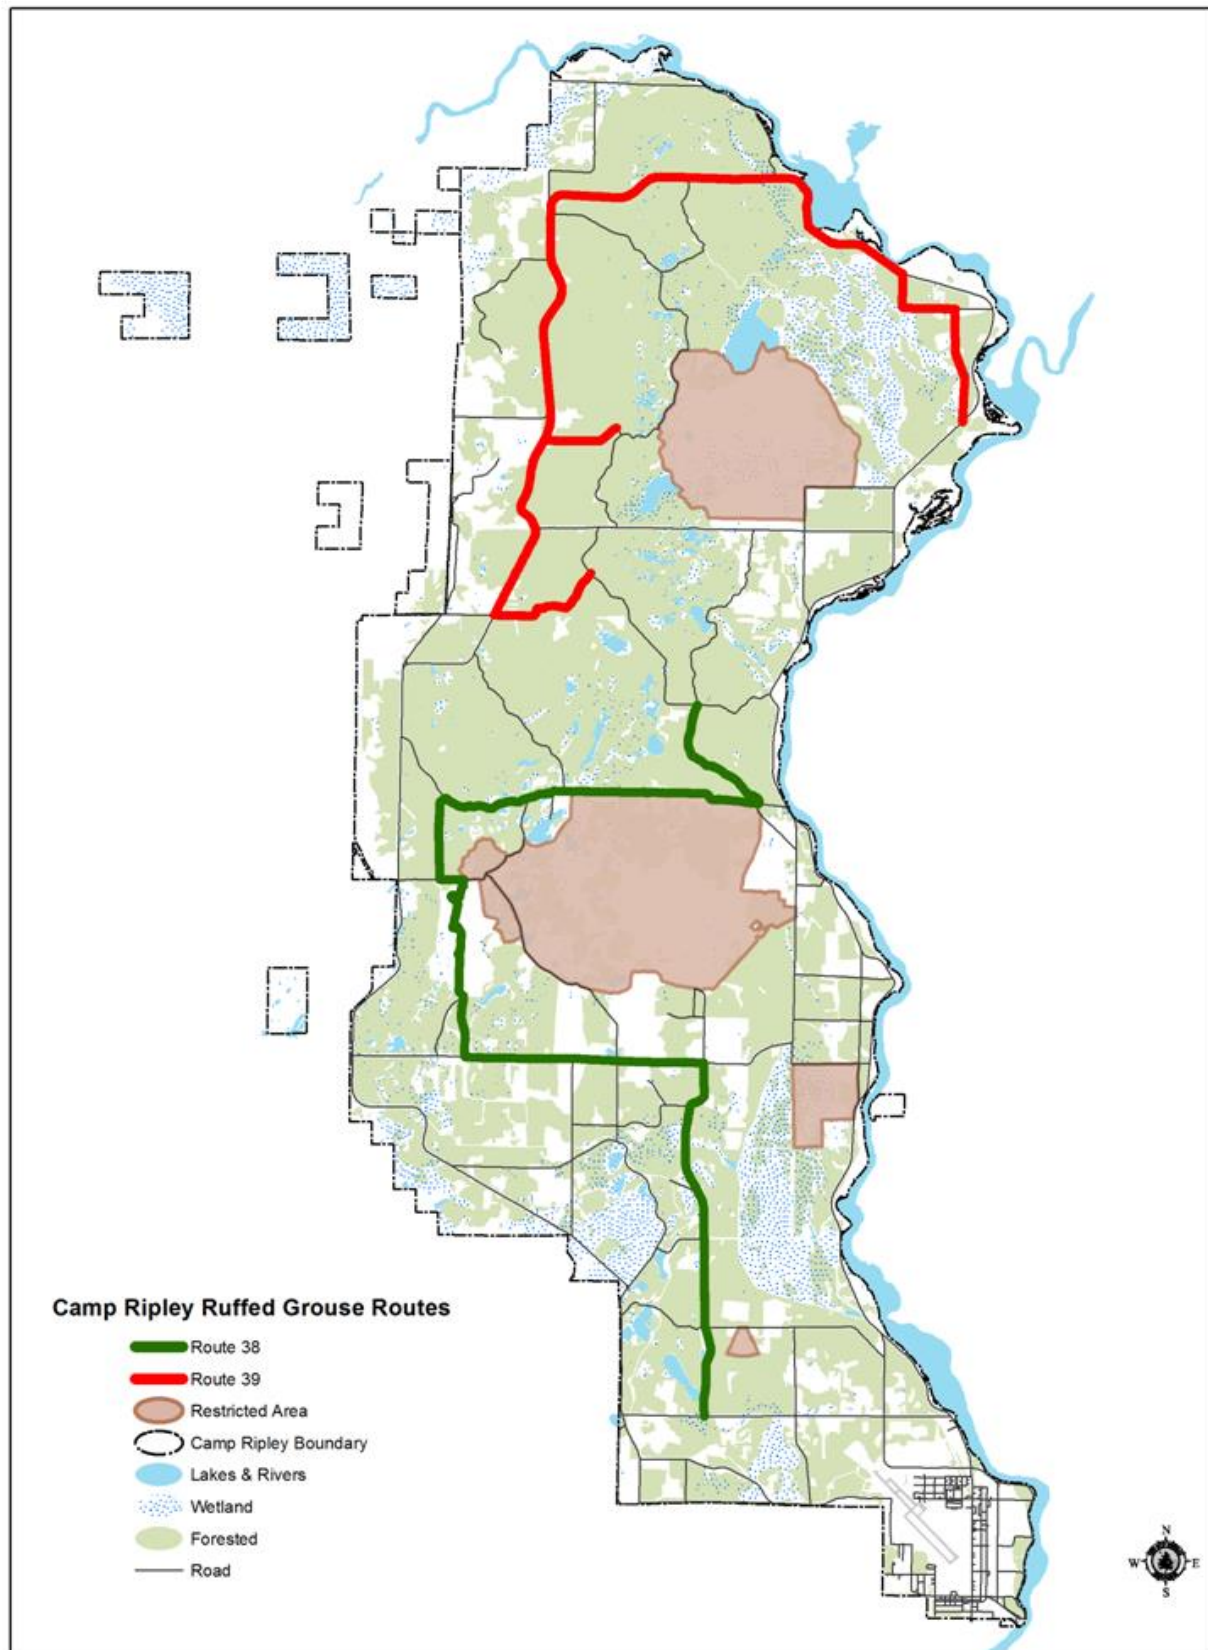 Camp Ripley Ruffed Grouse Routes
Route 38
Route 39
Restricted Area
Camp Ripley Boundary
Lakes & Rivers
Wetland
Forested
Road
N
W E
S